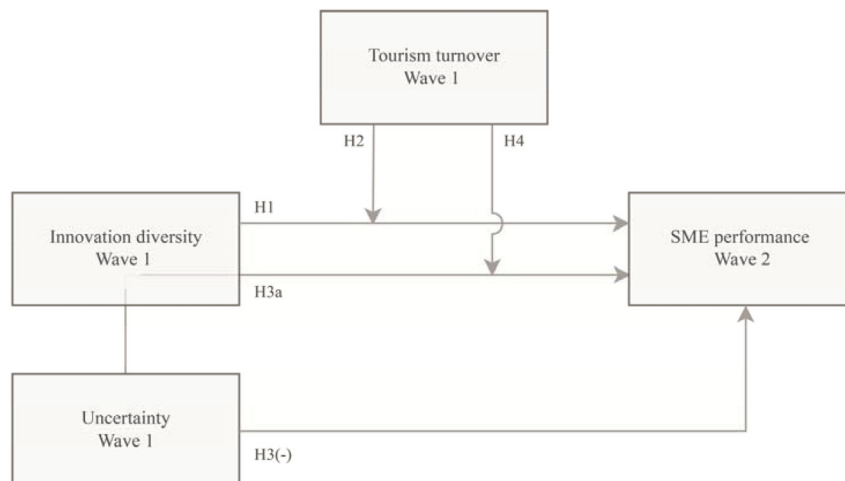 Tourism turnover
Wave 1
H2
H4
H1
Innovation diversity
Wave 1
SME performance
Wave 2
H3a
Uncertainty
Wave 1
H3(-)